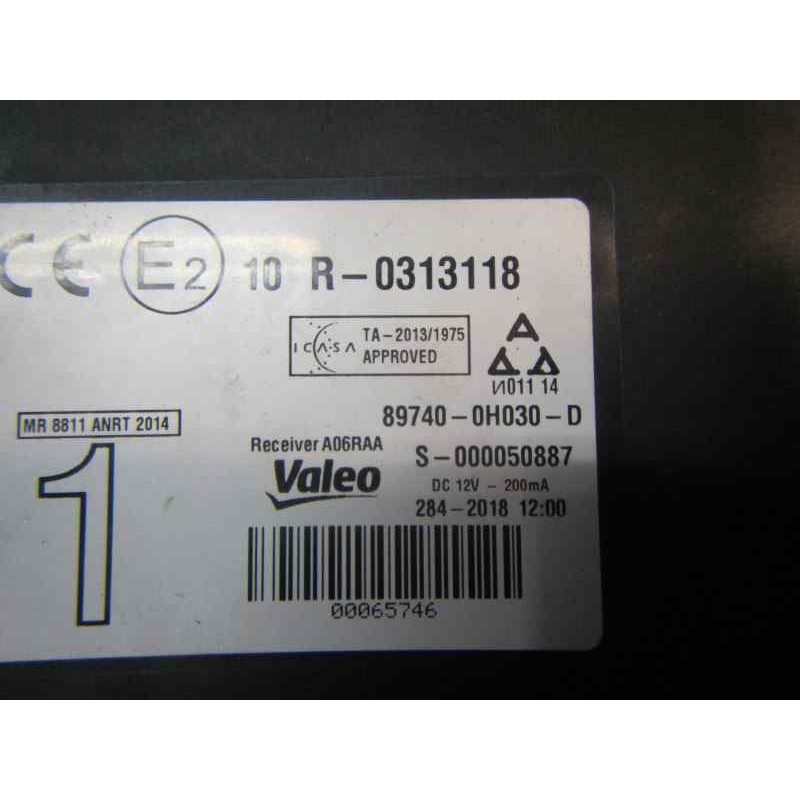 CE E2 10 R-0313118
ICASA TA-2013/1975
APPROVED
A
И011 14
MR 8811 ANRT 2014
89740-0H030-D
1
Receiver A06RAA
S-000050887
Valeo
DC 12V - 200mA
284-2018 12:00
00065746